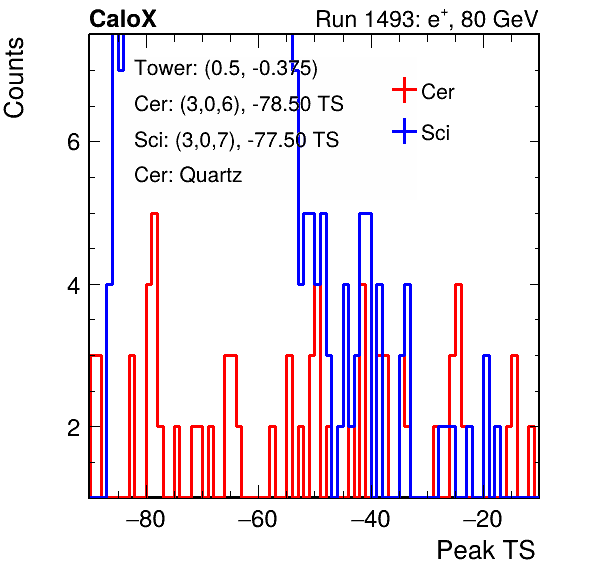 CaloX Run 1493: e⁺, 80 GeV
Counts
Tower: (0.5, -0.375)
Cer: (3,0,6), -78.50 TS
Sci: (3,0,7), -77.50 TS
Cer: Quartz
Cer
Sci
6
4
2
−80 −60 −40 −20
Peak TS